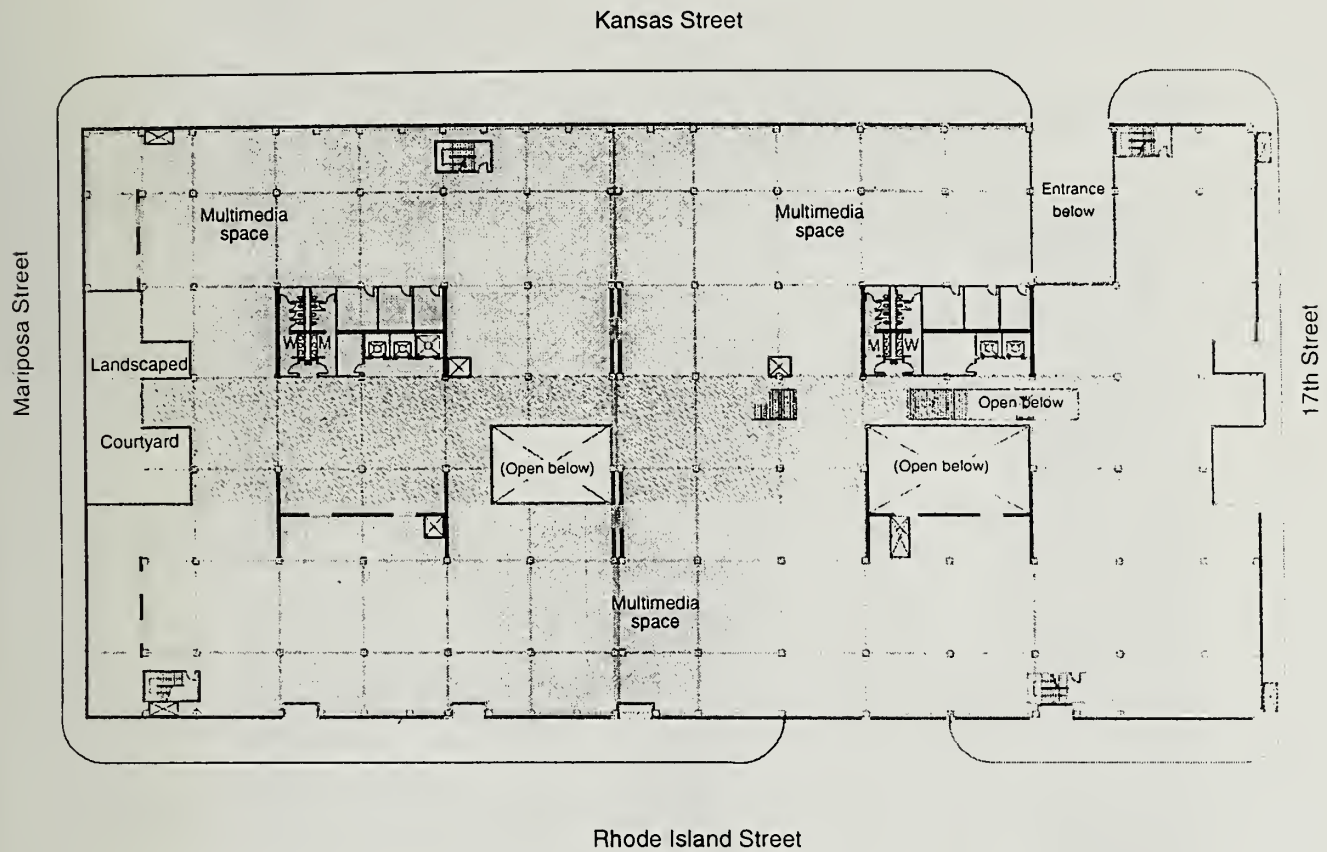 Kansas Street
Entrance
below
Multimedia
space
Multimedia
space
Mariposa Street
W M
M W
Landscaped
17th Street
Open below
Courtyard
(Open below)
(Open below)
Multimedia
space
Rhode Island Street